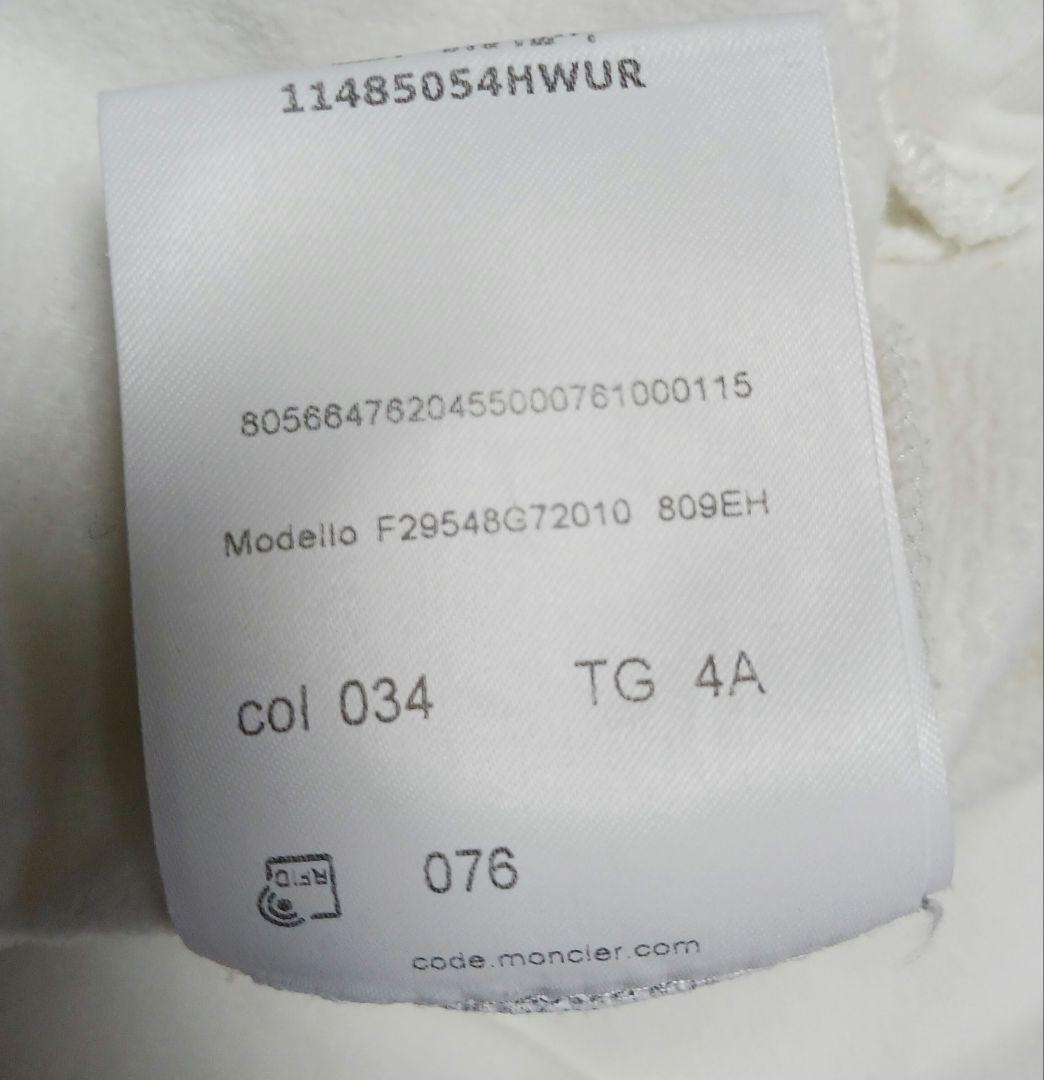 11485054HWUR
8056647620455000761000115
Modello F29548G72010 809EH
col 034 TG 4A
RFID
076
code.moncler.com